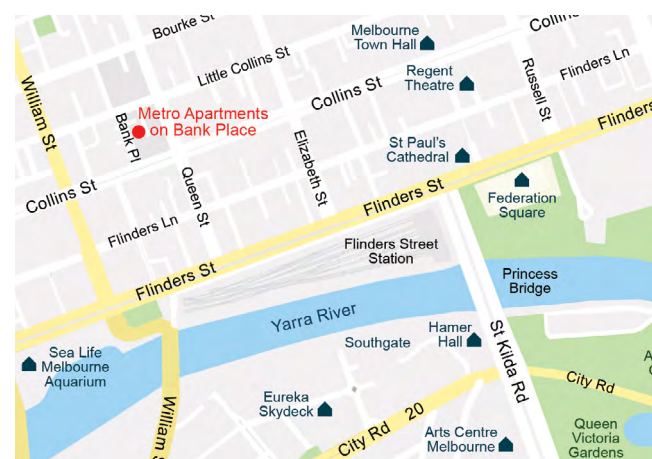 Bourke St
Melbourne
Town Hall
Collins
Little Collins St
Regent
Theatre
Collins St
Russell St
Flinders Ln
William St
Metro Apartments
on Bank Place
Bank Pl
Flinders
Elizabeth St
St Paul's
Cathedral
Queen St
Collins St
Flinders St
Federation
Square
Flinders Ln
Flinders Street
Station
Flinders St
Princess
Bridge
Yarra River
Southgate
Hamer
Hall
St Kilda Rd
Sea Life
Melbourne
Aquarium
City Rd
Eureka
Skydeck
William S
20
City Rd
Arts Centre
Melbourne
Queen
Victoria
Gardens